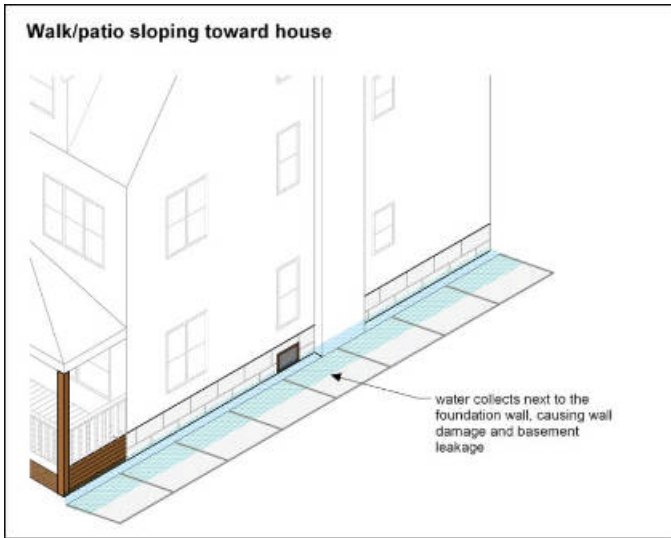 Walk/patio sloping toward house
water collects next to the
foundation wall, causing wall
damage and basement
leakage